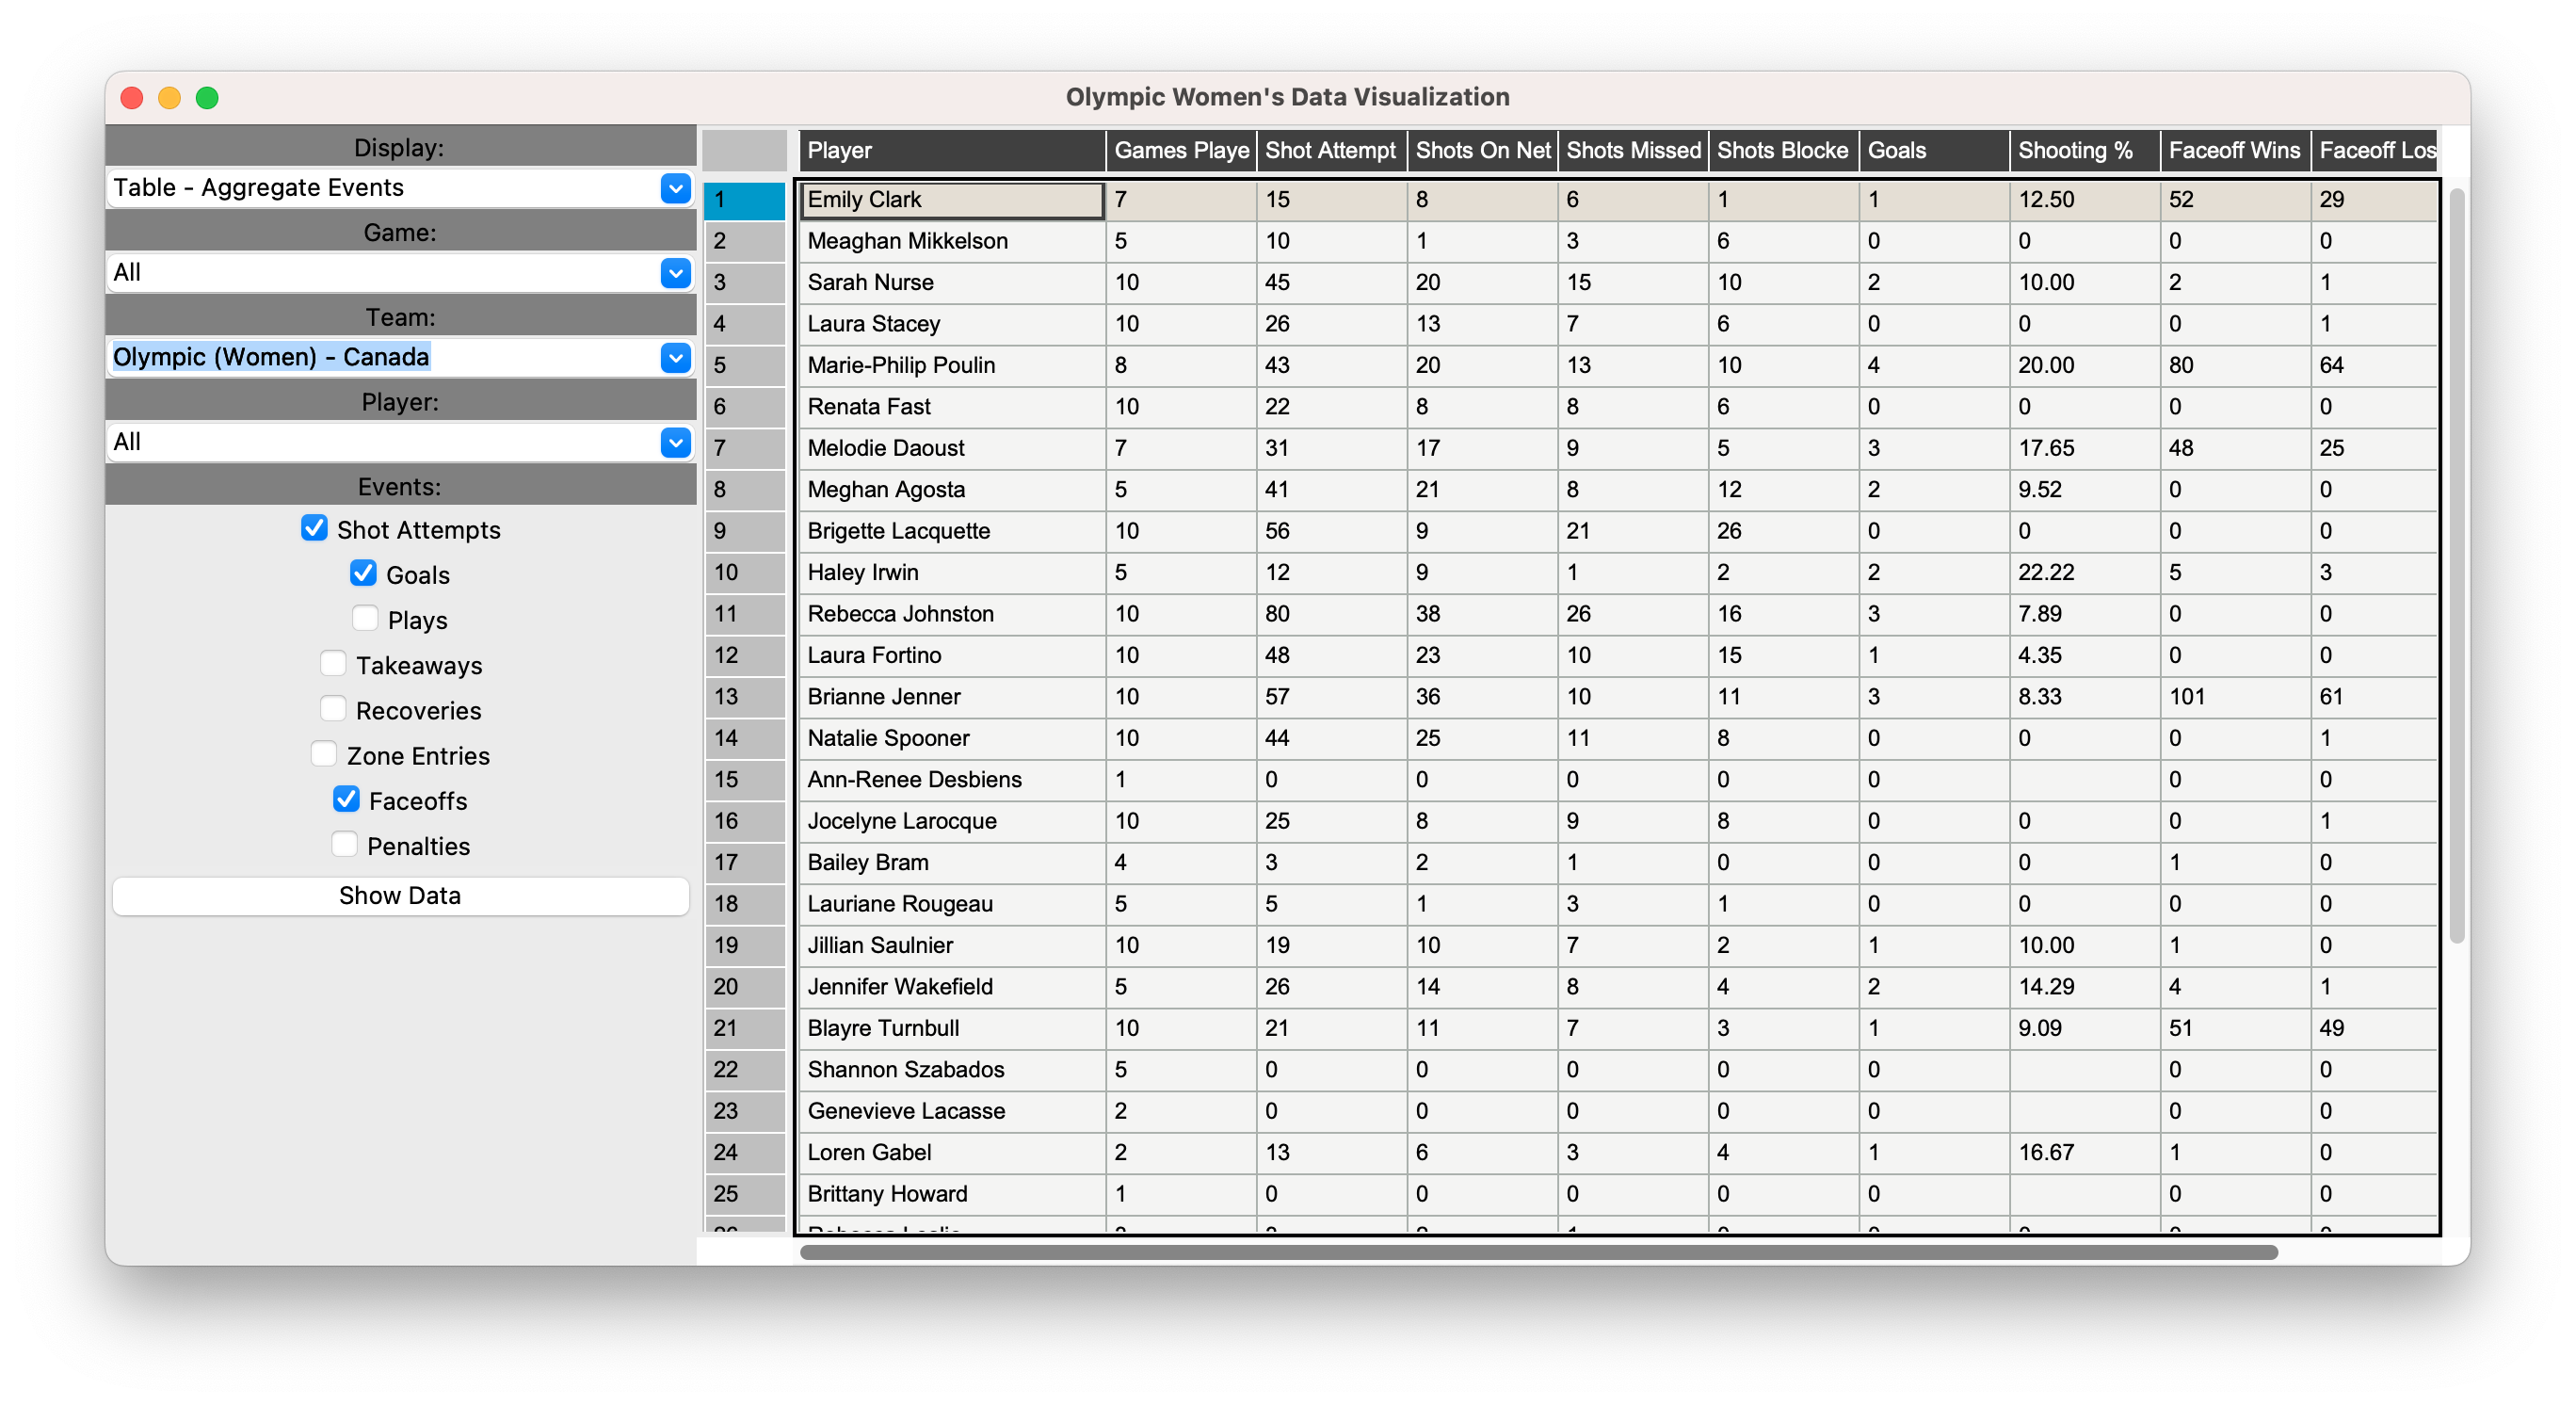 Olympic Women's Data Visualization
Display:
Table - Aggregate Events
Game:
All
Team:
Olympic (Women) - Canada
Player:
All
Events:
Shot Attempts
Goals
Plays
Takeaways
Recoveries
Zone Entries
Faceoffs
Penalties
Show Data
Player Games Playe Shot Attempt Shots On Net Shots Missed Shots Blocke Goals Shooting % Faceoff Wins Faceoff Los
1 Emily Clark 7 15 8 6 1 1 12.50 52 29
2 Meaghan Mikkelson 5 10 1 3 6 0 0 0 0
3 Sarah Nurse 10 45 20 15 10 2 10.00 2 1
4 Laura Stacey 10 26 13 7 6 0 0 0 1
5 Marie-Philip Poulin 8 43 20 13 10 4 20.00 80 64
6 Renata Fast 10 22 8 8 6 0 0 0 0
7 Melodie Daoust 7 31 17 9 5 3 17.65 48 25
8 Meghan Agosta 5 41 21 8 12 2 9.52 0 0
9 Brigette Lacquette 10 56 9 21 26 0 0 0 0
10 Haley Irwin 5 12 9 1 2 2 22.22 5 3
11 Rebecca Johnston 10 80 38 26 16 3 7.89 0 0
12 Laura Fortino 10 48 23 10 15 1 4.35 0 0
13 Brianne Jenner 10 57 36 10 11 3 8.33 101 61
14 Natalie Spooner 10 44 25 11 8 0 0 0 1
15 Ann-Renee Desbiens 1 0 0 0 0 0 0 0
16 Jocelyne Larocque 10 25 8 9 8 0 0 0 1
17 Bailey Bram 4 3 2 1 0 0 0 1 0
18 Lauriane Rougeau 5 5 1 3 1 0 0 0 0
19 Jillian Saulnier 10 19 10 7 2 1 10.00 1 0
20 Jennifer Wakefield 5 26 14 8 4 2 14.29 4 1
21 Blayre Turnbull 10 21 11 7 3 1 9.09 51 49
22 Shannon Szabados 5 0 0 0 0 0 0 0
23 Genevieve Lacasse 2 0 0 0 0 0 0 0
24 Loren Gabel 2 13 6 3 4 1 16.67 1 0
25 Brittany Howard 1 0 0 0 0 0 0 0